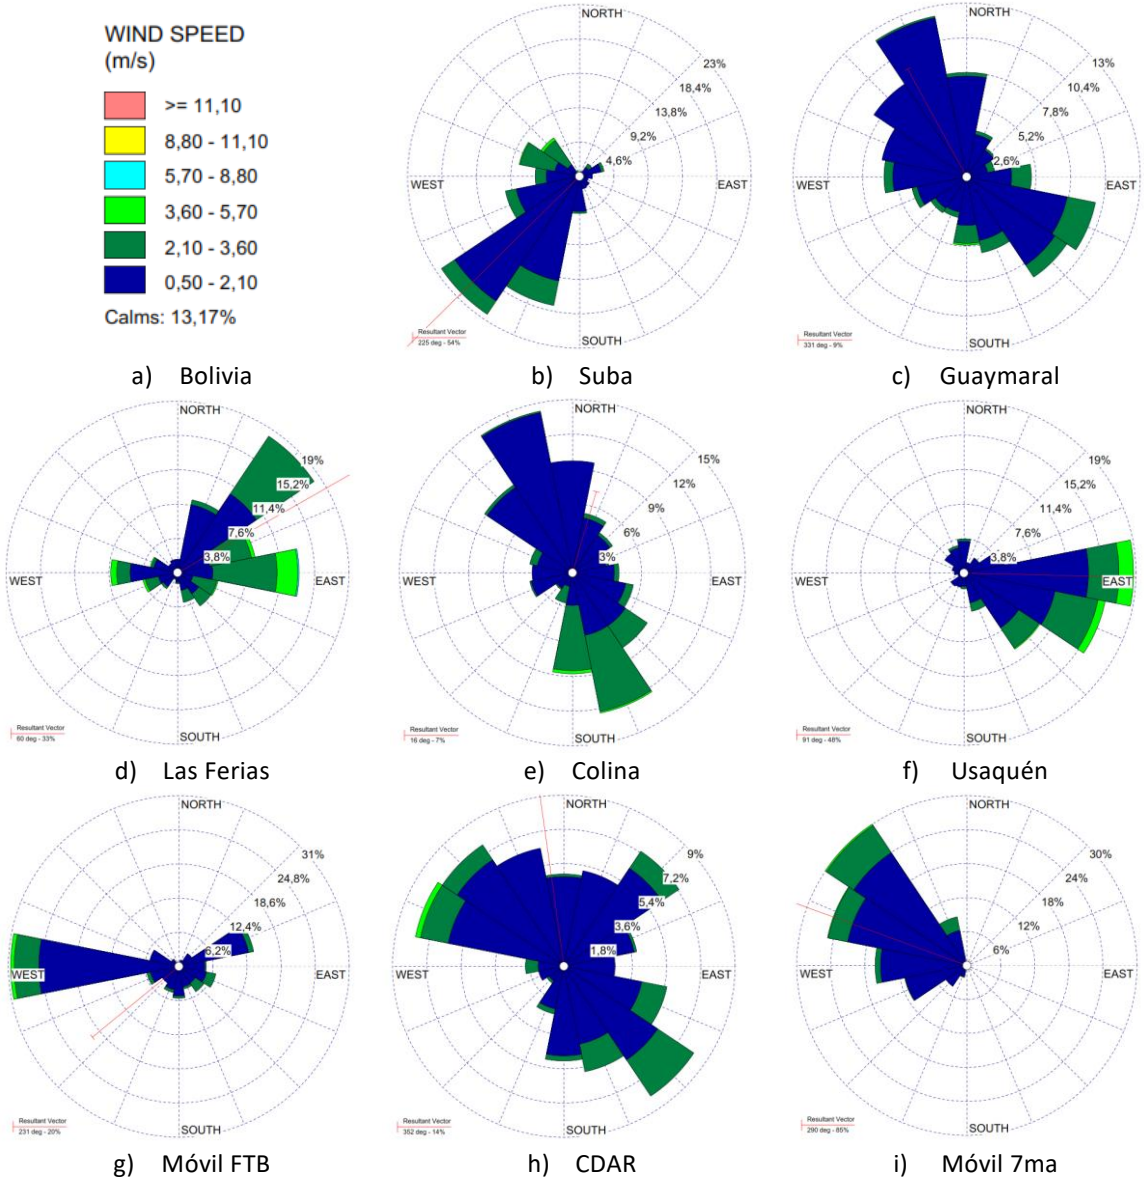 WIND SPEED
(m/s)
>= 11,10
8,80 - 11,10
5,70 - 8,80
3,60 - 5,70
2,10 - 3,60
0,50 - 2,10
Calms: 13,17%
a) Bolivia
NORTH
23%
18,4%
13,8%
9,2%
4,6%
WEST
EAST
SOUTH
Resultant Vector
225 deg - 54%
b) Suba
NORTH
13%
10,4%
7,8%
5,2%
2,6%
WEST
EAST
SOUTH
Resultant Vector
331 deg - 9%
c) Guaymaral
NORTH
19%
15,2%
11,4%
7,6%
3,8%
WEST
EAST
SOUTH
Resultant Vector
60 deg - 33%
d) Las Ferias
NORTH
15%
12%
9%
6%
3%
WEST
EAST
SOUTH
Resultant Vector
16 deg - 7%
e) Colina
NORTH
19%
15,2%
11,4%
7,6%
3,8%
WEST
EAST
SOUTH
Resultant Vector
91 deg - 48%
f) Usaquén
NORTH
31%
24,8%
18,6%
12,4%
6,2%
WEST
EAST
SOUTH
Resultant Vector
231 deg - 20%
g) Móvil FTB
NORTH
9%
7,2%
5,4%
3,6%
1,8%
WEST
EAST
SOUTH
Resultant Vector
352 deg - 14%
h) CDAR
NORTH
30%
24%
18%
12%
6%
WEST
EAST
SOUTH
Resultant Vector
290 deg - 85%
i) Móvil 7ma